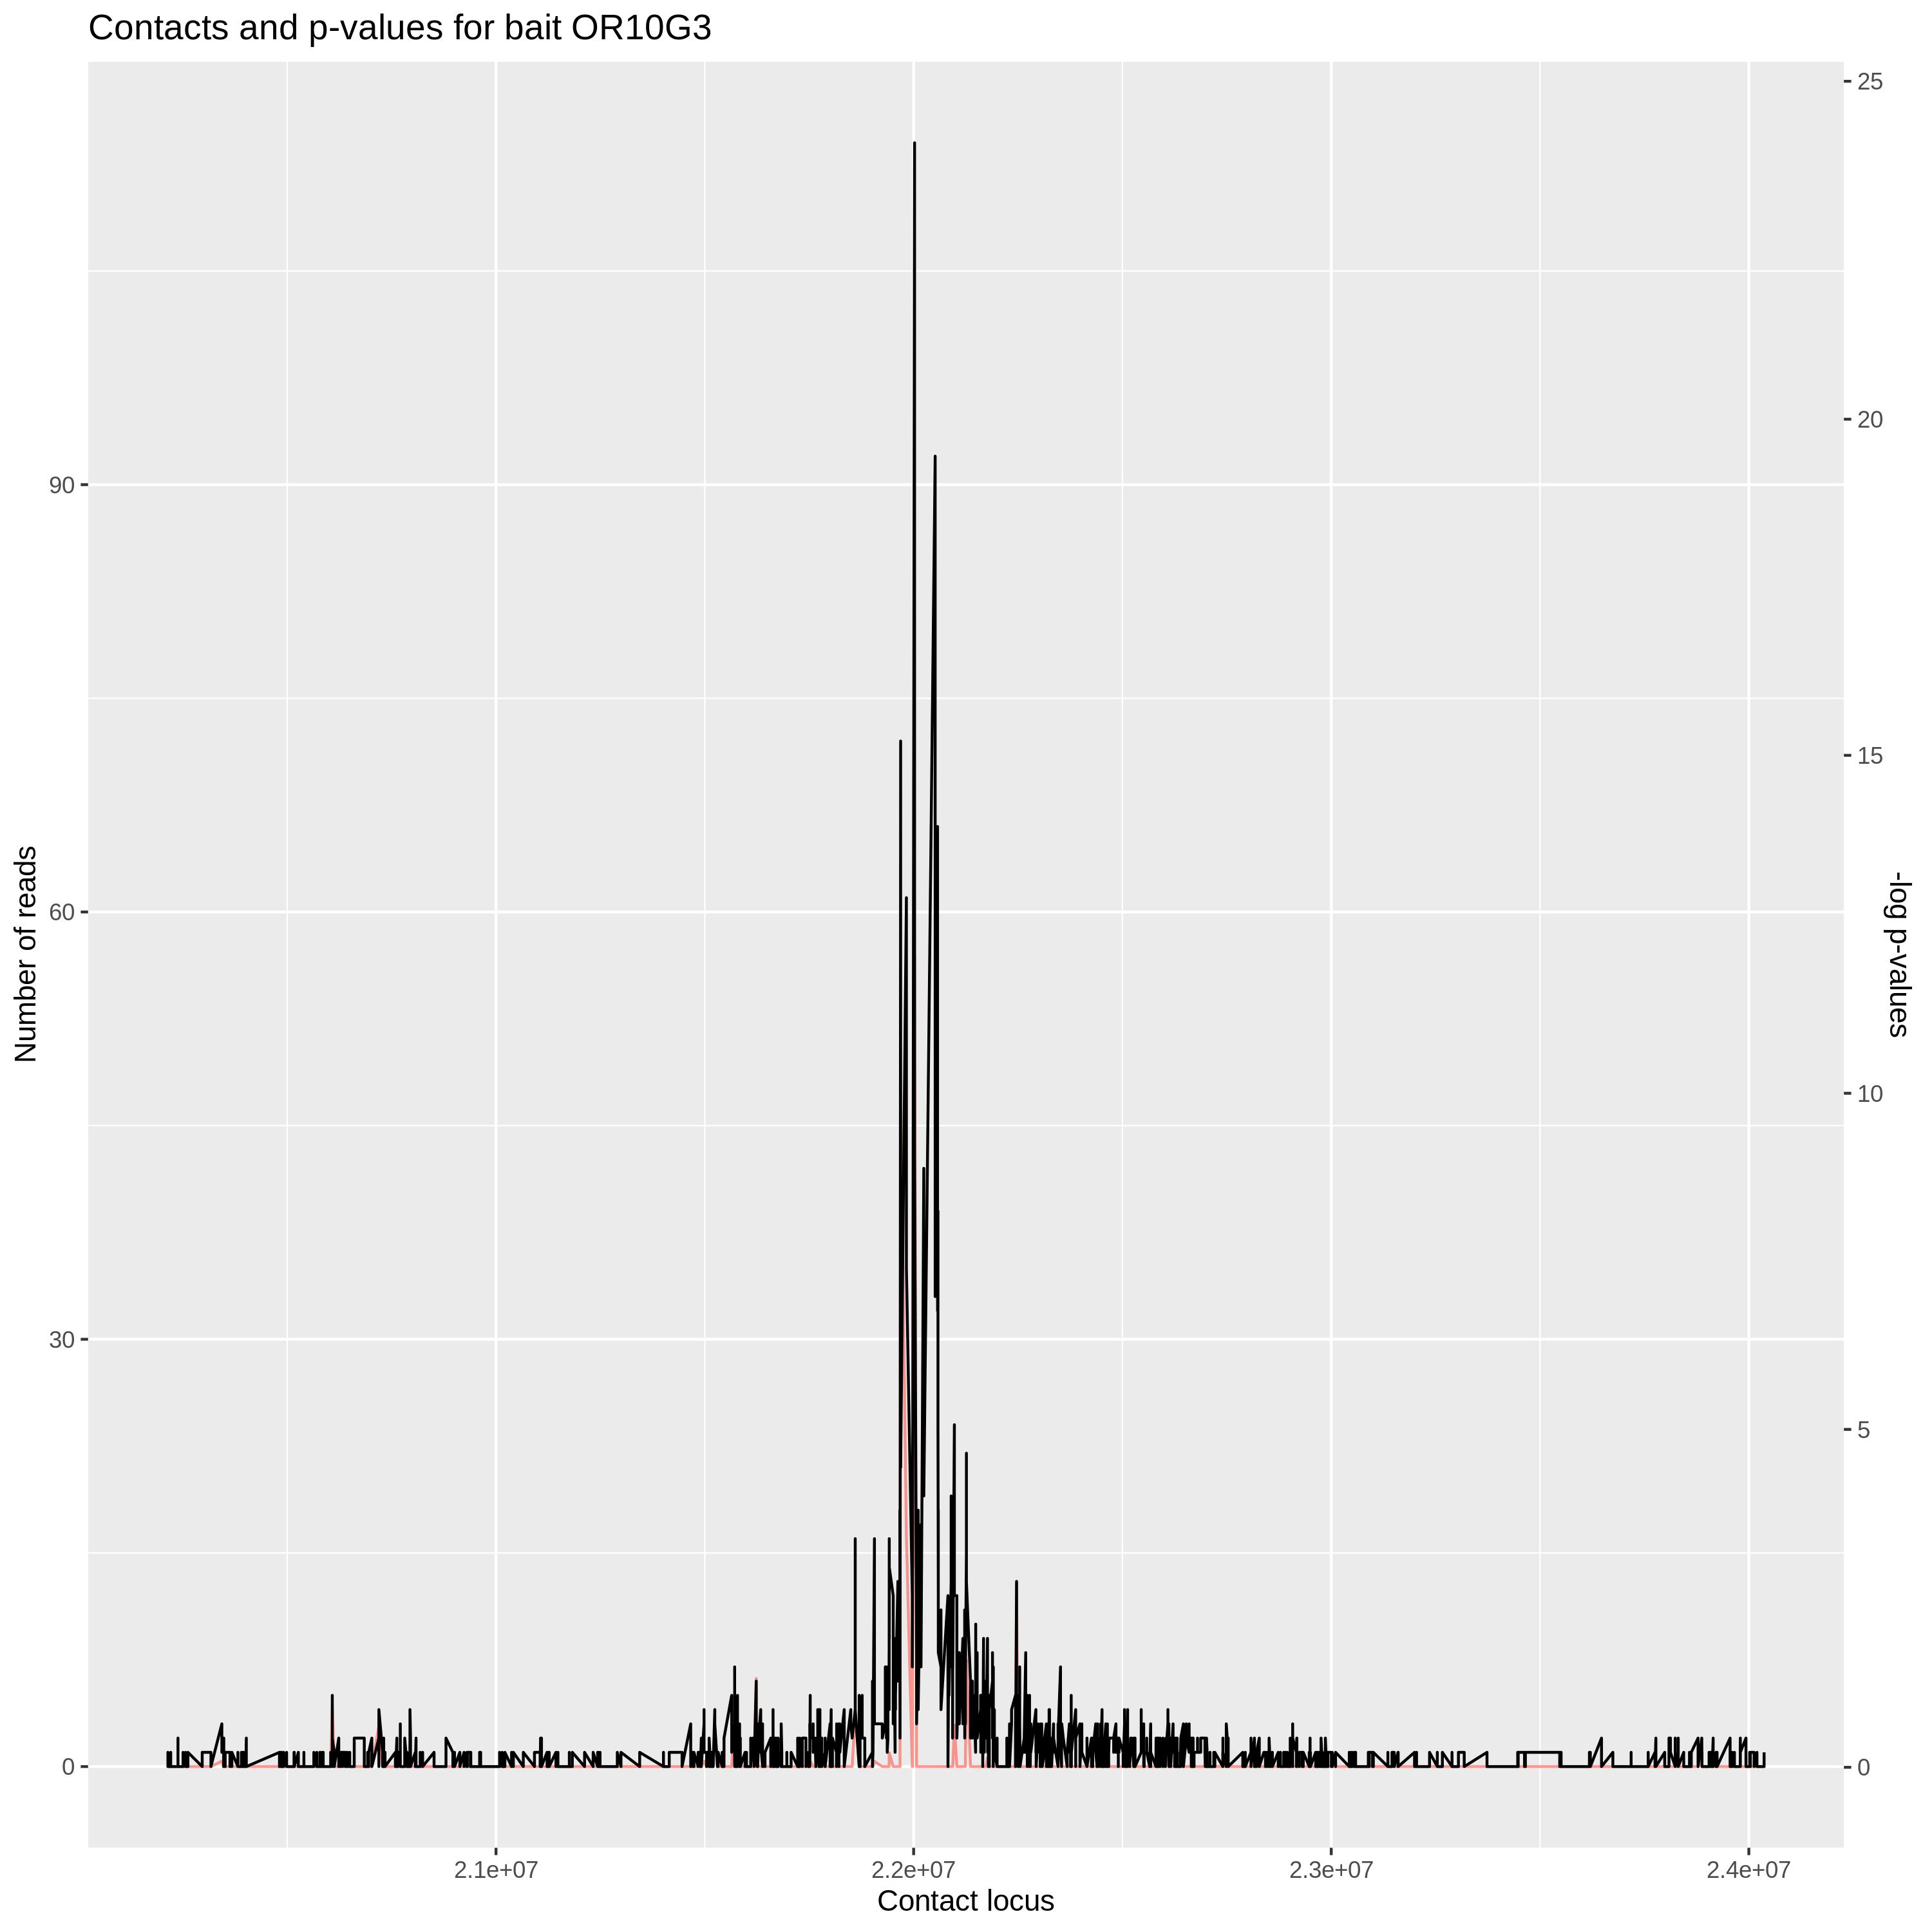 Contacts and p-values for bait OR10G3
25
20
90
15
60
10
30
5
0
0
Number of reads
-log p-values
2.1e+07
2.2e+07
2.3e+07
2.4e+07
Contact locus